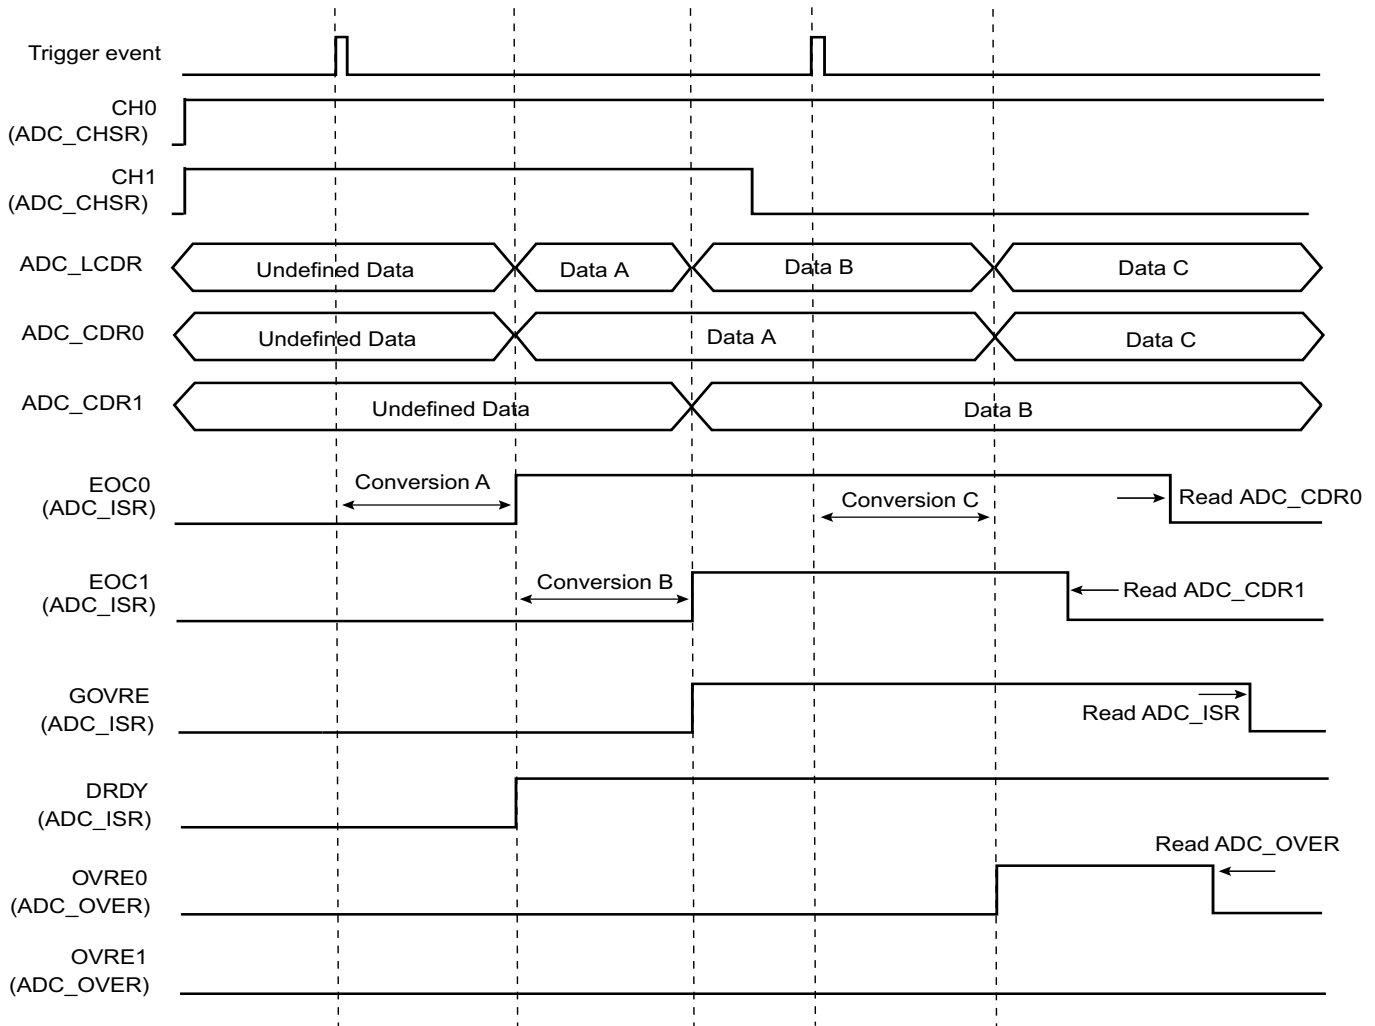 Trigger event
CH0
(ADC_CHSR)
CH1
(ADC_CHSR)
ADC_LCDR
Undefined Data
Data A
Data B
Data C
ADC_CDR0
Undefined Data
Data A
Data C
ADC_CDR1
Undefined Data
Data B
EOC0
(ADC_ISR)
Conversion A
Conversion C
Read ADC_CDR0
EOC1
(ADC_ISR)
Conversion B
Read ADC_CDR1
GOVRE
(ADC_ISR)
Read ADC_ISR
DRDY
(ADC_ISR)
Read ADC_OVER
OVRE0
(ADC_OVER)
OVRE1
(ADC_OVER)